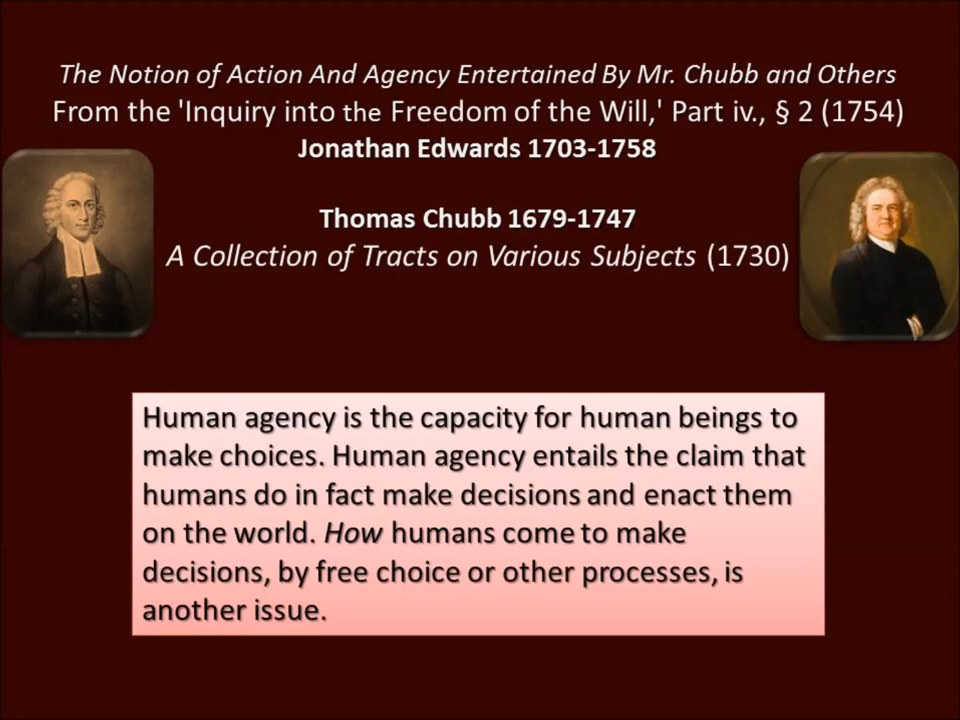 The Notion of Action And Agency Entertained By Mr. Chubb and Others
From the 'Inquiry into the Freedom of the Will,' Part iv., § 2 (1754)
Jonathan Edwards 1703-1758
Thomas Chubb 1679-1747
A Collection of Tracts on Various Subjects (1730)
Human agency is the capacity for human beings to
make choices. Human agency entails the claim that
humans do in fact make decisions and enact them
on the world. How humans come to make
decisions, by free choice or other processes, is
another issue.